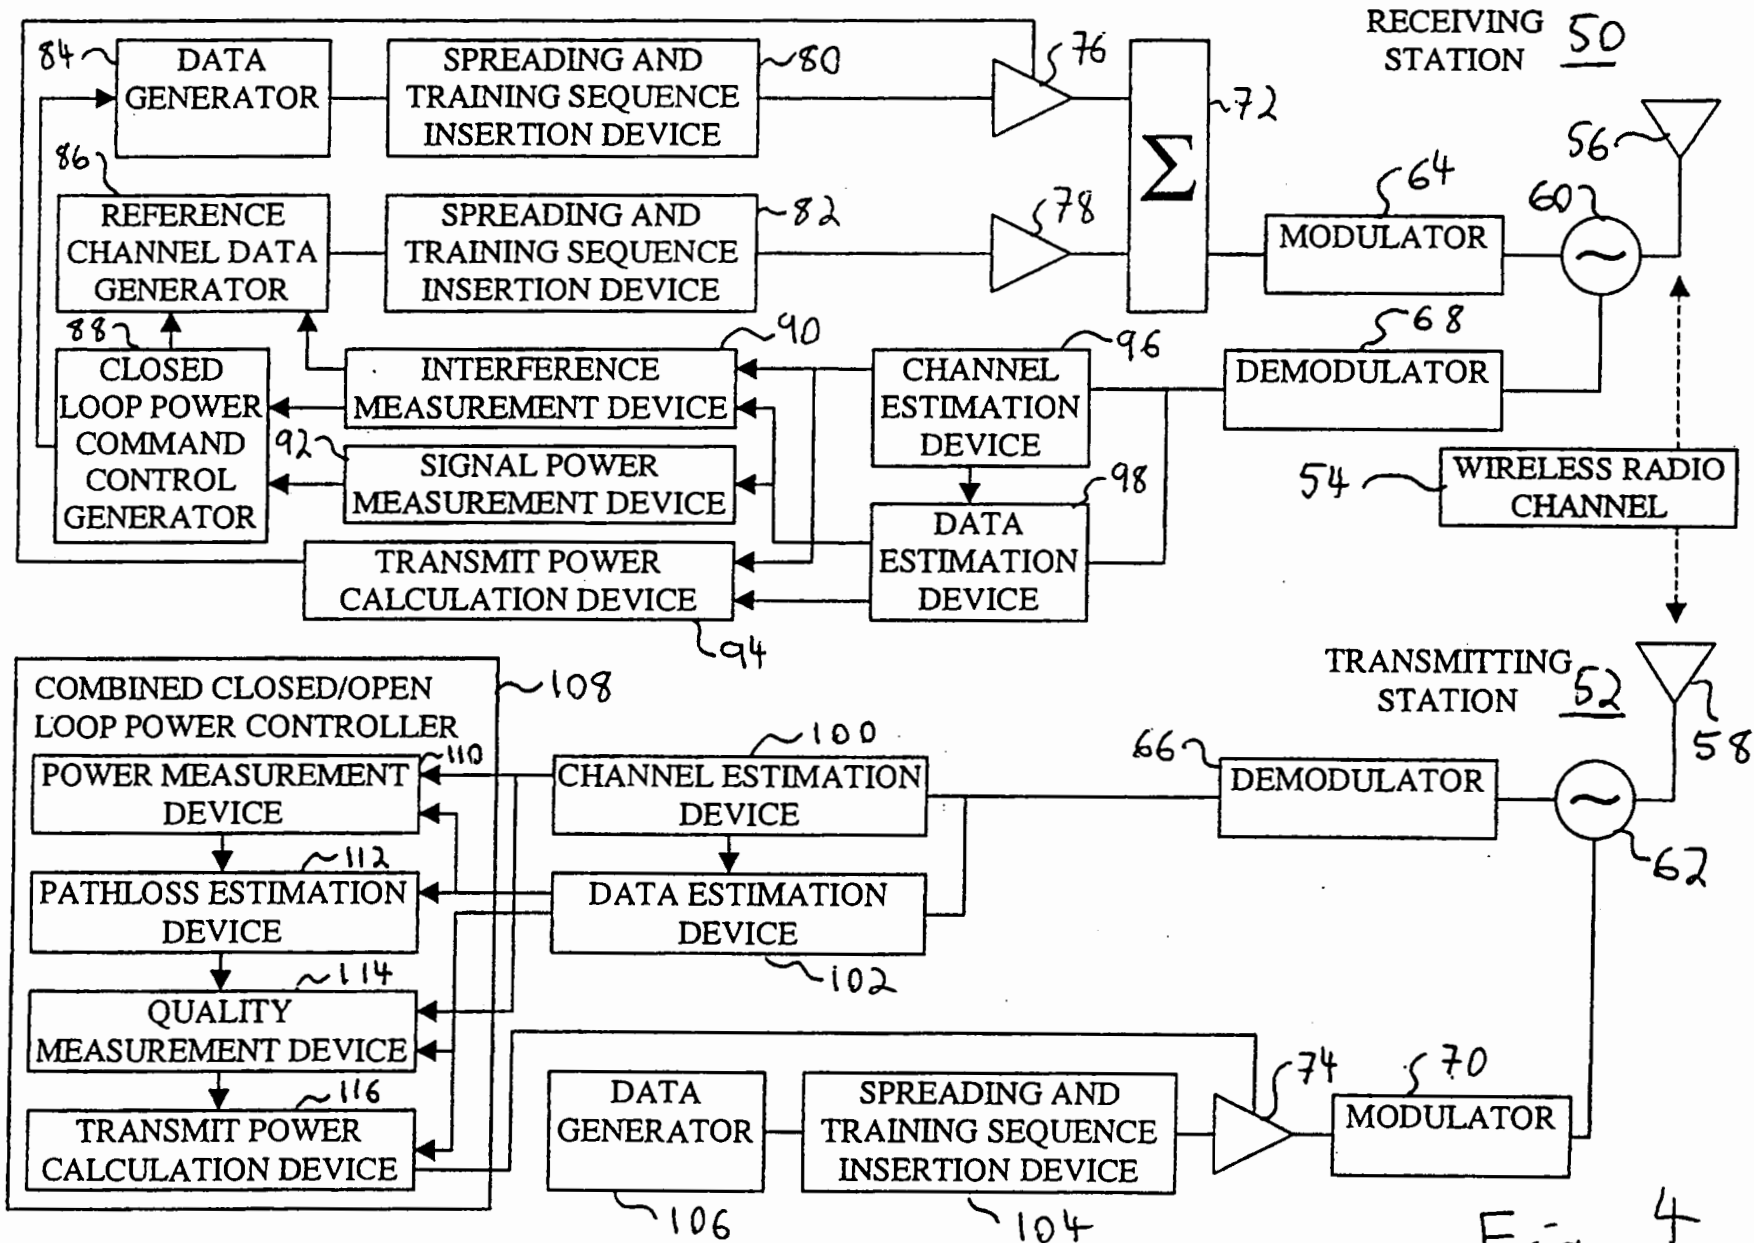 RECEIVING
STATION 50
84
DATA
GENERATOR
SPREADING AND
TRAINING SEQUENCE
INSERTION DEVICE
80
76
Σ
72
56
86
REFERENCE
CHANNEL DATA
GENERATOR
SPREADING AND
TRAINING SEQUENCE
INSERTION DEVICE
82
78
64
MODULATOR
60
~
88
CLOSED
LOOP POWER
COMMAND
CONTROL
GENERATOR
90
INTERFERENCE
MEASUREMENT DEVICE
92
SIGNAL POWER
MEASUREMENT DEVICE
TRANSMIT POWER
CALCULATION DEVICE
94
96
CHANNEL
ESTIMATION
DEVICE
98
DATA
ESTIMATION
DEVICE
68
DEMODULATOR
54
WIRELESS RADIO
CHANNEL
TRANSMITTING
STATION 52
58
COMBINED CLOSED/OPEN
LOOP POWER CONTROLLER
108
110
POWER MEASUREMENT
DEVICE
112
PATHLOSS ESTIMATION
DEVICE
114
QUALITY
MEASUREMENT DEVICE
116
TRANSMIT POWER
CALCULATION DEVICE
100
CHANNEL ESTIMATION
DEVICE
DATA ESTIMATION
DEVICE
102
66
DEMODULATOR
~
62
DATA
GENERATOR
106
SPREADING AND
TRAINING SEQUENCE
INSERTION DEVICE
104
74
70
MODULATOR
Fig. 4